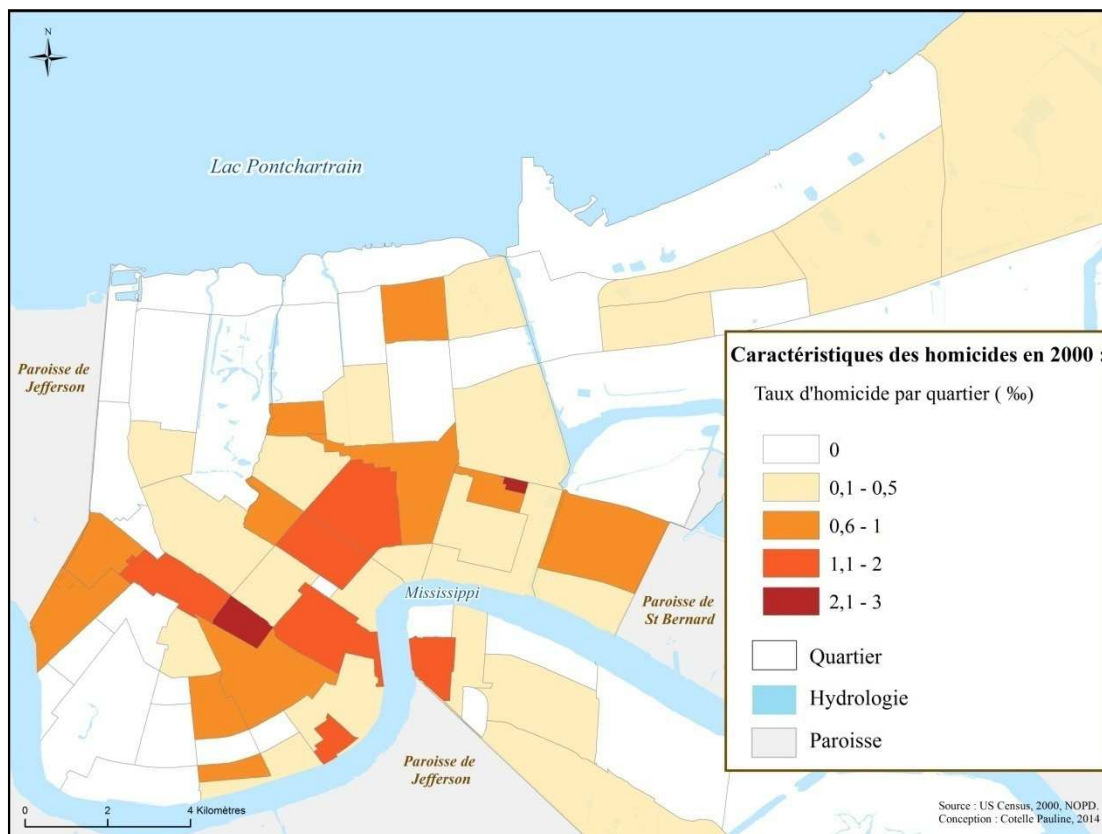 N
Lac Pontchartrain
Paroisse de
Jefferson
Mississippi
Paroisse de
St Bernard
Paroisse de
Jefferson
0 2 4 Kilomètres
Caractéristiques des homicides en 2000 :
Taux d'homicide par quartier ( ‰)
0
0,1 - 0,5
0,6 - 1
1,1 - 2
2,1 - 3
Quartier
Hydrologie
Paroisse
Source : US Census, 2000, NOPD.
Conception : Cotelle Pauline, 2014